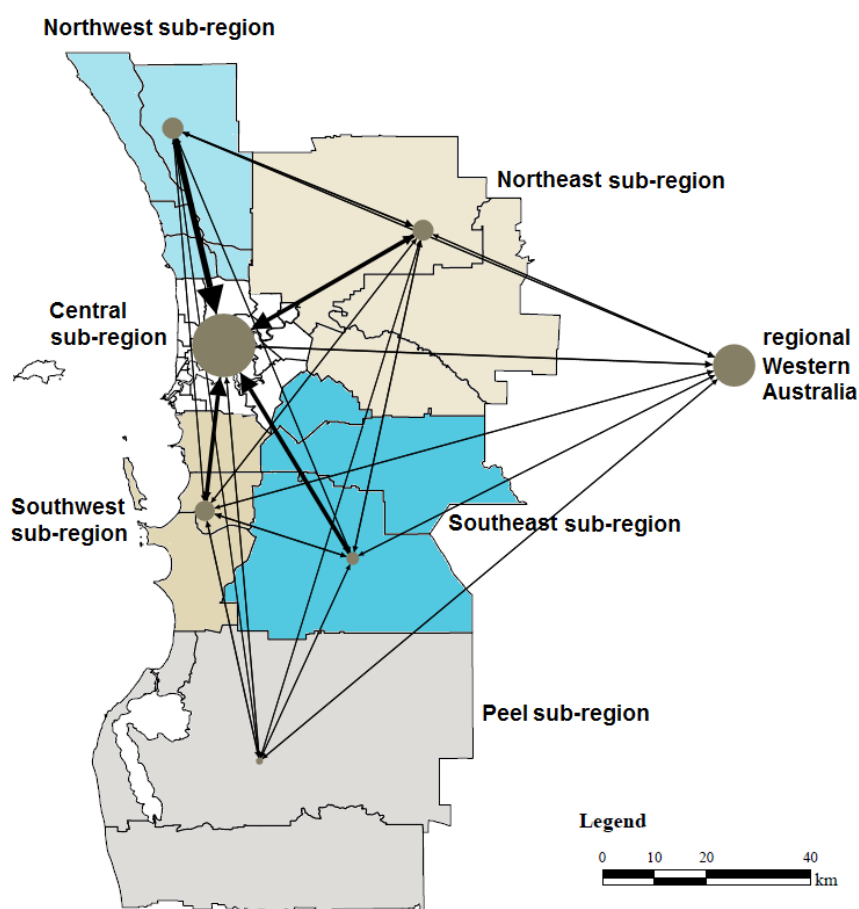 Northwest sub-region
Northeast sub-region
Central
sub-region
regional
Western
Australia
Southwest
sub-region
Southeast sub-region
Peel sub-region
Legend
0 10 20 40
km